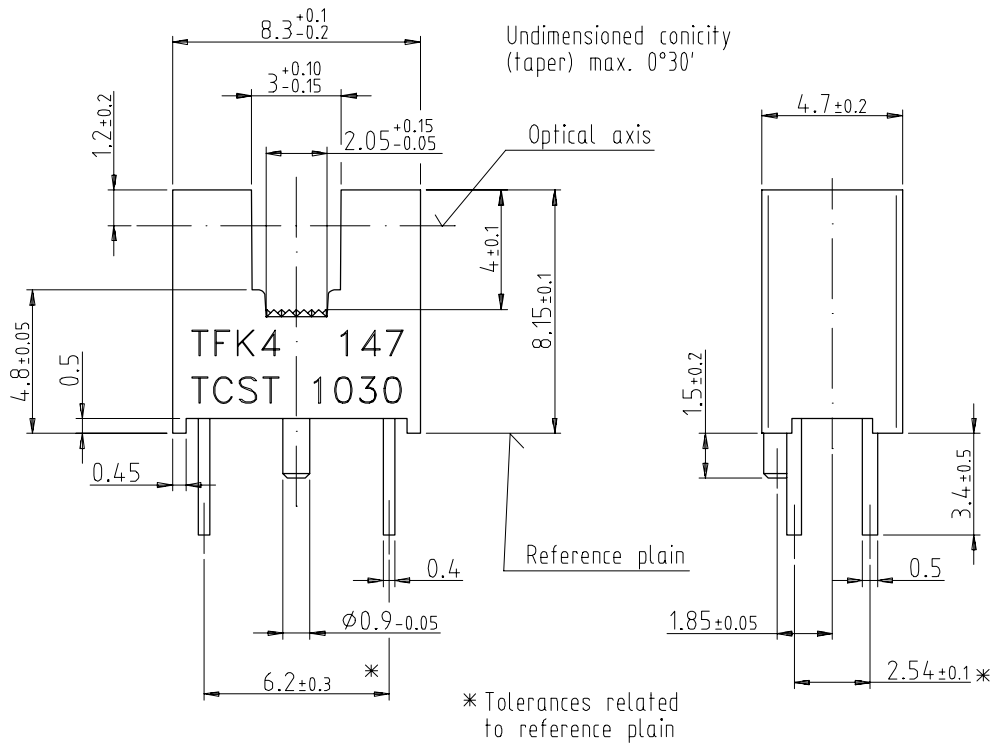 8.3 +0.1 -0.2
Undimensioned conicity
(taper) max. 0°30'
3 +0.10 -0.15
4.7±0.2
1.2±0.2
2.05 +0.15 -0.05
Optical axis
4±0.1
8.15±0.1
4.8±0.05
0.5
TFK4 147
TCST 1030
1.5±0.2
0.45
3.4±0.5
Reference plain
0.4
0.5
Ø0.9-0.05
1.85±0.05
6.2±0.3 *
2.54±0.1 *
* Tolerances related
to reference plain